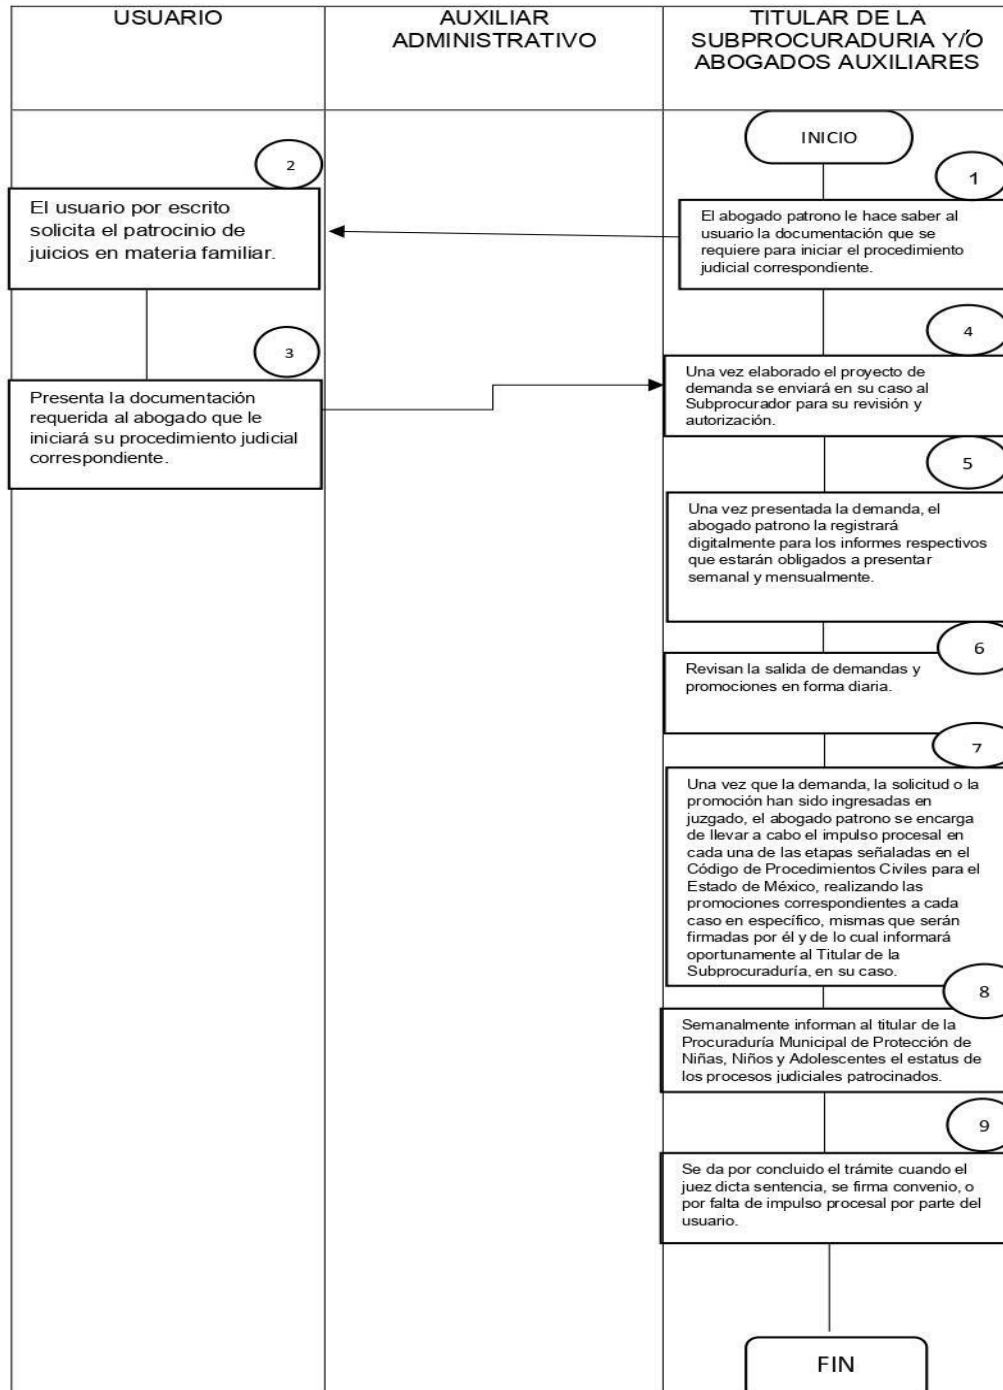 USUARIO
AUXILIAR
ADMINISTRATIVO
TITULAR DE LA
SUBPROCURADURIA Y/O
ABOGADOS AUXILIARES
INICIO
1
El abogado patrono le hace saber al
usuario la documentación que se
requiere para iniciar el procedimiento
judicial correspondiente.
2
El usuario por escrito
solicita el patrocinio de
juicios en materia familiar.
3
Presenta la documentación
requerida al abogado que le
iniciará su procedimiento judicial
correspondiente.
4
Una vez elaborado el proyecto de
demanda se enviará en su caso al
Subprocurador para su revisión y
autorización.
5
Una vez presentada la demanda, el
abogado patrono la registrará
digitalmente para los informes respectivos
que estarán obligados a presentar
semanal y mensualmente.
6
Revisan la salida de demandas y
promociones en forma diaria.
7
Una vez que la demanda, la solicitud o la
promoción han sido ingresadas en
juzgado, el abogado patrono se encarga
de llevar a cabo el impulso procesal en
cada una de las etapas señaladas en el
Código de Procedimientos Civiles para el
Estado de México, realizando las
promociones correspondientes a cada
caso en específico, mismas que serán
firmadas por él y de lo cual informará
oportunamente al Titular de la
Subprocuraduría, en su caso.
8
Semanalmente informan al titular de la
Procuraduría Municipal de Protección de
Niñas, Niños y Adolescentes el estatus de
los procesos judiciales patrocinados.
9
Se da por concluido el trámite cuando el
juez dicta sentencia, se firma convenio, o
por falta de impulso procesal por parte del
usuario.
FIN